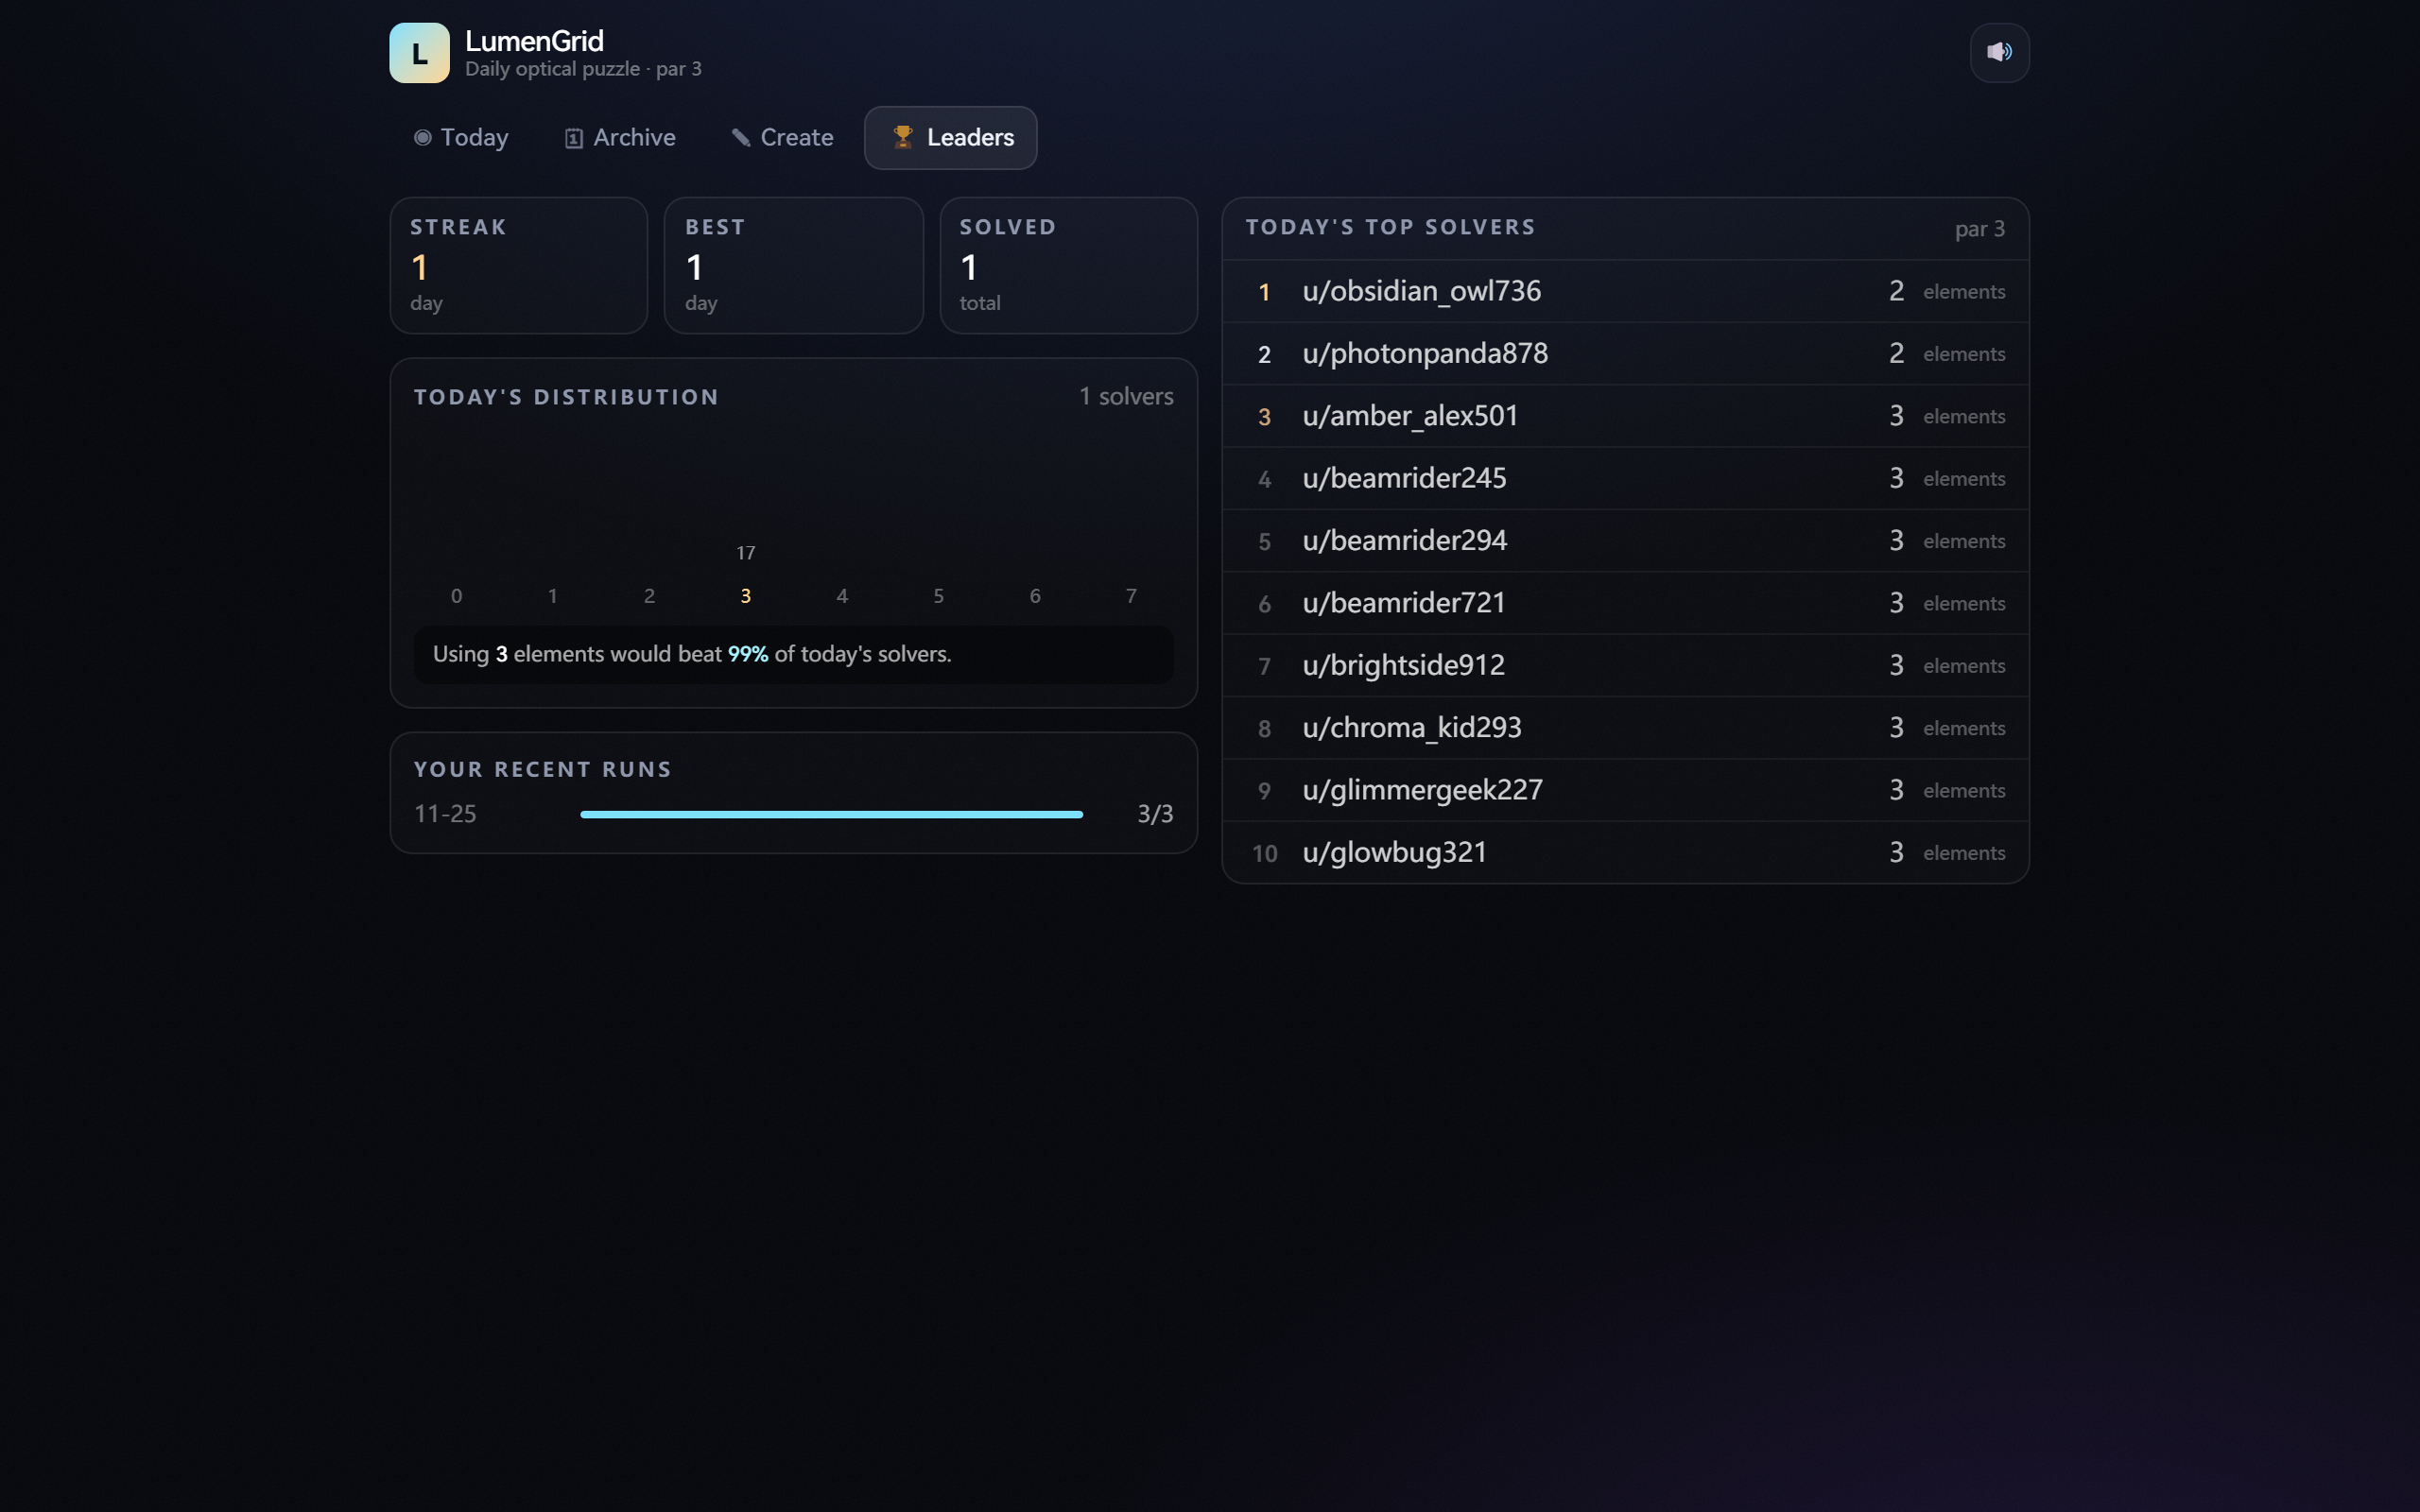 L
LumenGrid
Daily optical puzzle · par 3
Today
Archive
Create
Leaders
STREAK
1
day
BEST
1
day
SOLVED
1
total
TODAY'S DISTRIBUTION
1 solvers
17
0 1 2 3 4 5 6 7
Using 3 elements would beat 99% of today's solvers.
YOUR RECENT RUNS
11-25 3/3
TODAY'S TOP SOLVERS
par 3
1 u/obsidian_owl736 2 elements
2 u/photonpanda878 2 elements
3 u/amber_alex501 3 elements
4 u/beamrider245 3 elements
5 u/beamrider294 3 elements
6 u/beamrider721 3 elements
7 u/brightside912 3 elements
8 u/chroma_kid293 3 elements
9 u/glimmergeek227 3 elements
10 u/glowbug321 3 elements